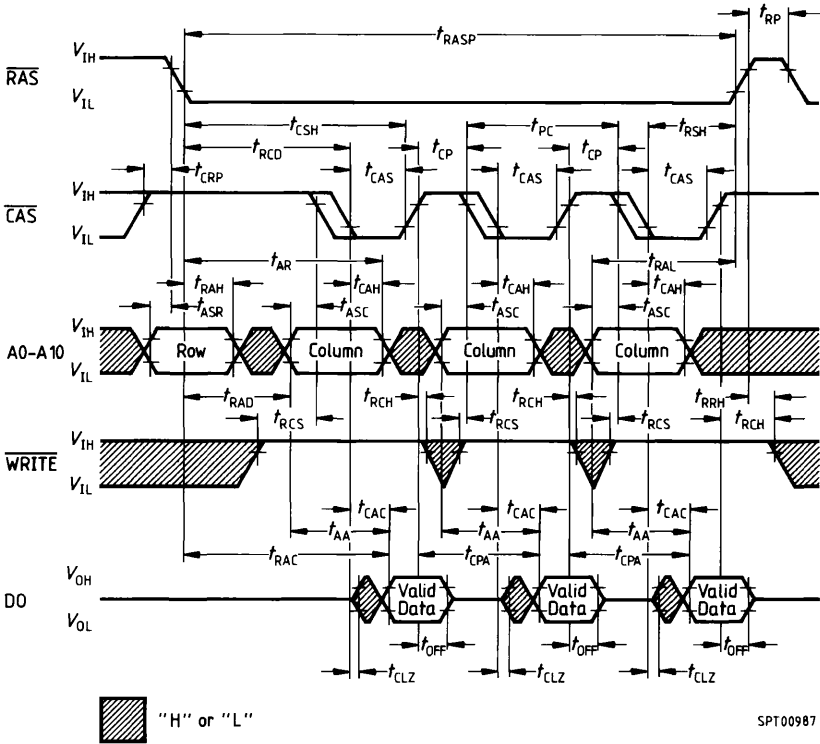 tRP
tRASP
VIH
RAS
VIL
tCSH tPC tRSH
tRCD tCP tCP
tCRP tCAS tCAS tCAS
VIH
CAS
VIL
tAR tRAL
tRAH tCAH tCAH tCAH
tASR tASC tASC tASC
VIH
A0-A10 Row Column Column Column
VIL
tRAD tRCH tRCH tRRH
tRCS tRCS tRCS tRCH
VIH
WRITE
VIL
tCAC tCAC tCAC
tAA tAA tAA
tRAC tCPA tCPA
VOH
DO Valid Data Valid Data Valid Data
VOL
tOFF tOFF tOFF
tCLZ tCLZ tCLZ
"H" or "L"
SPT00987